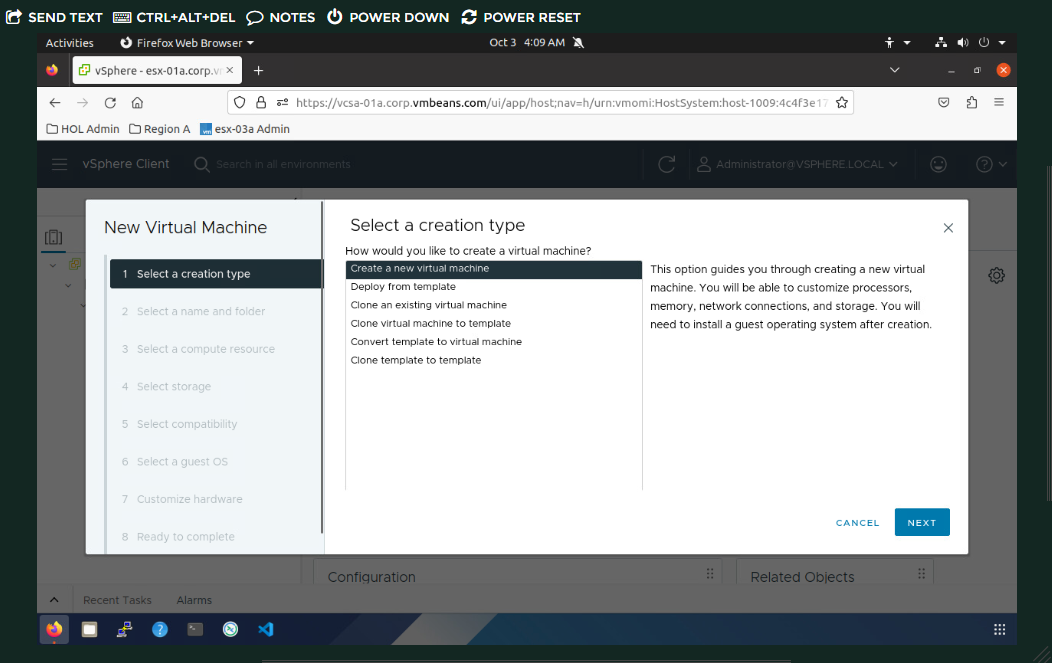 SEND TEXT CTRL+ALT+DEL NOTES POWER DOWN POWER RESET
Activities Firefox Web Browser Oct 3 4:09 AM
vSphere - esx-01a.corp.v
https://vcsa-01a.corp.vmbeans.com/ui/app/host;nav=h/urn:vmomi:HostSystem:host-1009:4c4f3e17
HOL Admin Region A esx-03a Admin
vSphere Client Search in all environments Administrator@VSPHERE.LOCAL
New Virtual Machine
1 Select a creation type
2 Select a name and folder
3 Select a compute resource
4 Select storage
5 Select compatibility
6 Select a guest OS
7 Customize hardware
8 Ready to complete
Select a creation type
How would you like to create a virtual machine?
Create a new virtual machine
Deploy from template
Clone an existing virtual machine
Clone virtual machine to template
Convert template to virtual machine
Clone template to template
This option guides you through creating a new virtual
machine. You will be able to customize processors,
memory, network connections, and storage. You will
need to install a guest operating system after creation.
CANCEL NEXT
Configuration Related Objects
Recent Tasks Alarms